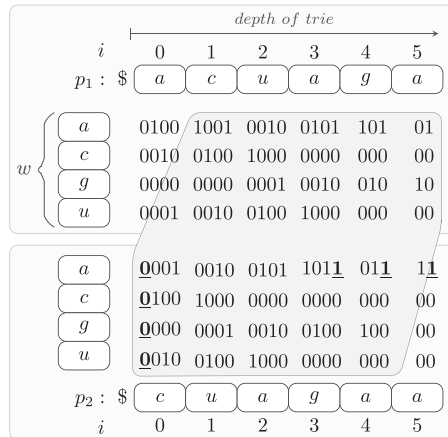 depth of trie
i 0 1 2 3 4 5
p₁ : $ a c u a g a
w
a 0100 1001 0010 0101 101 01
c 0010 0100 1000 0000 000 00
g 0000 0000 0001 0010 010 10
u 0001 0010 0100 1000 000 00
a 0001 0010 0101 1011 011 11
c 0100 1000 0000 0000 000 00
g 0000 0001 0010 0100 100 00
u 0010 0100 1000 0000 000 00
p₂ : $ c u a g a a
i 0 1 2 3 4 5